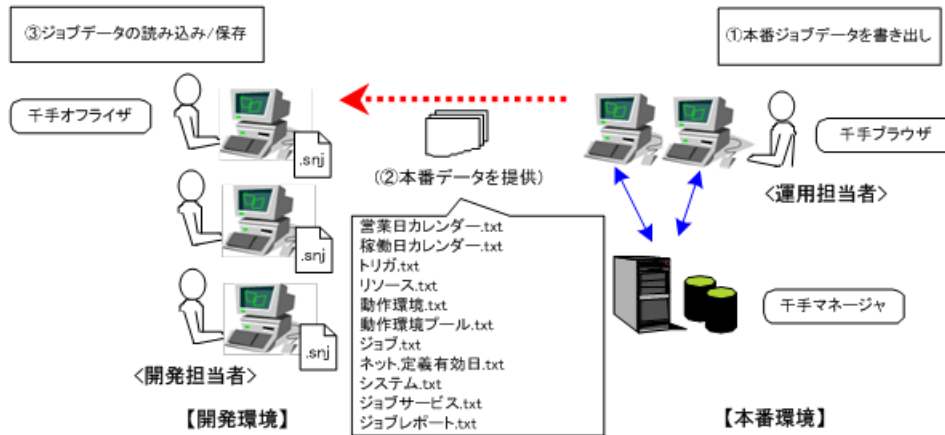 ③ジョブデータの読み込み/保存
①本番ジョブデータを書き出し
千手オフライザ
.snj
(②本番データを提供)
千手ブラウザ
<運用担当者>
.snj
営業日カレンダー.txt
稼働日カレンダー.txt
トリガ.txt
リソース.txt
動作環境.txt
動作環境プール.txt
ジョブ.txt
ネット.定義有効日.txt
システム.txt
ジョブサービス.txt
ジョブレポート.txt
千手マネージャ
.snj
<開発担当者>
【開発環境】
【本番環境】